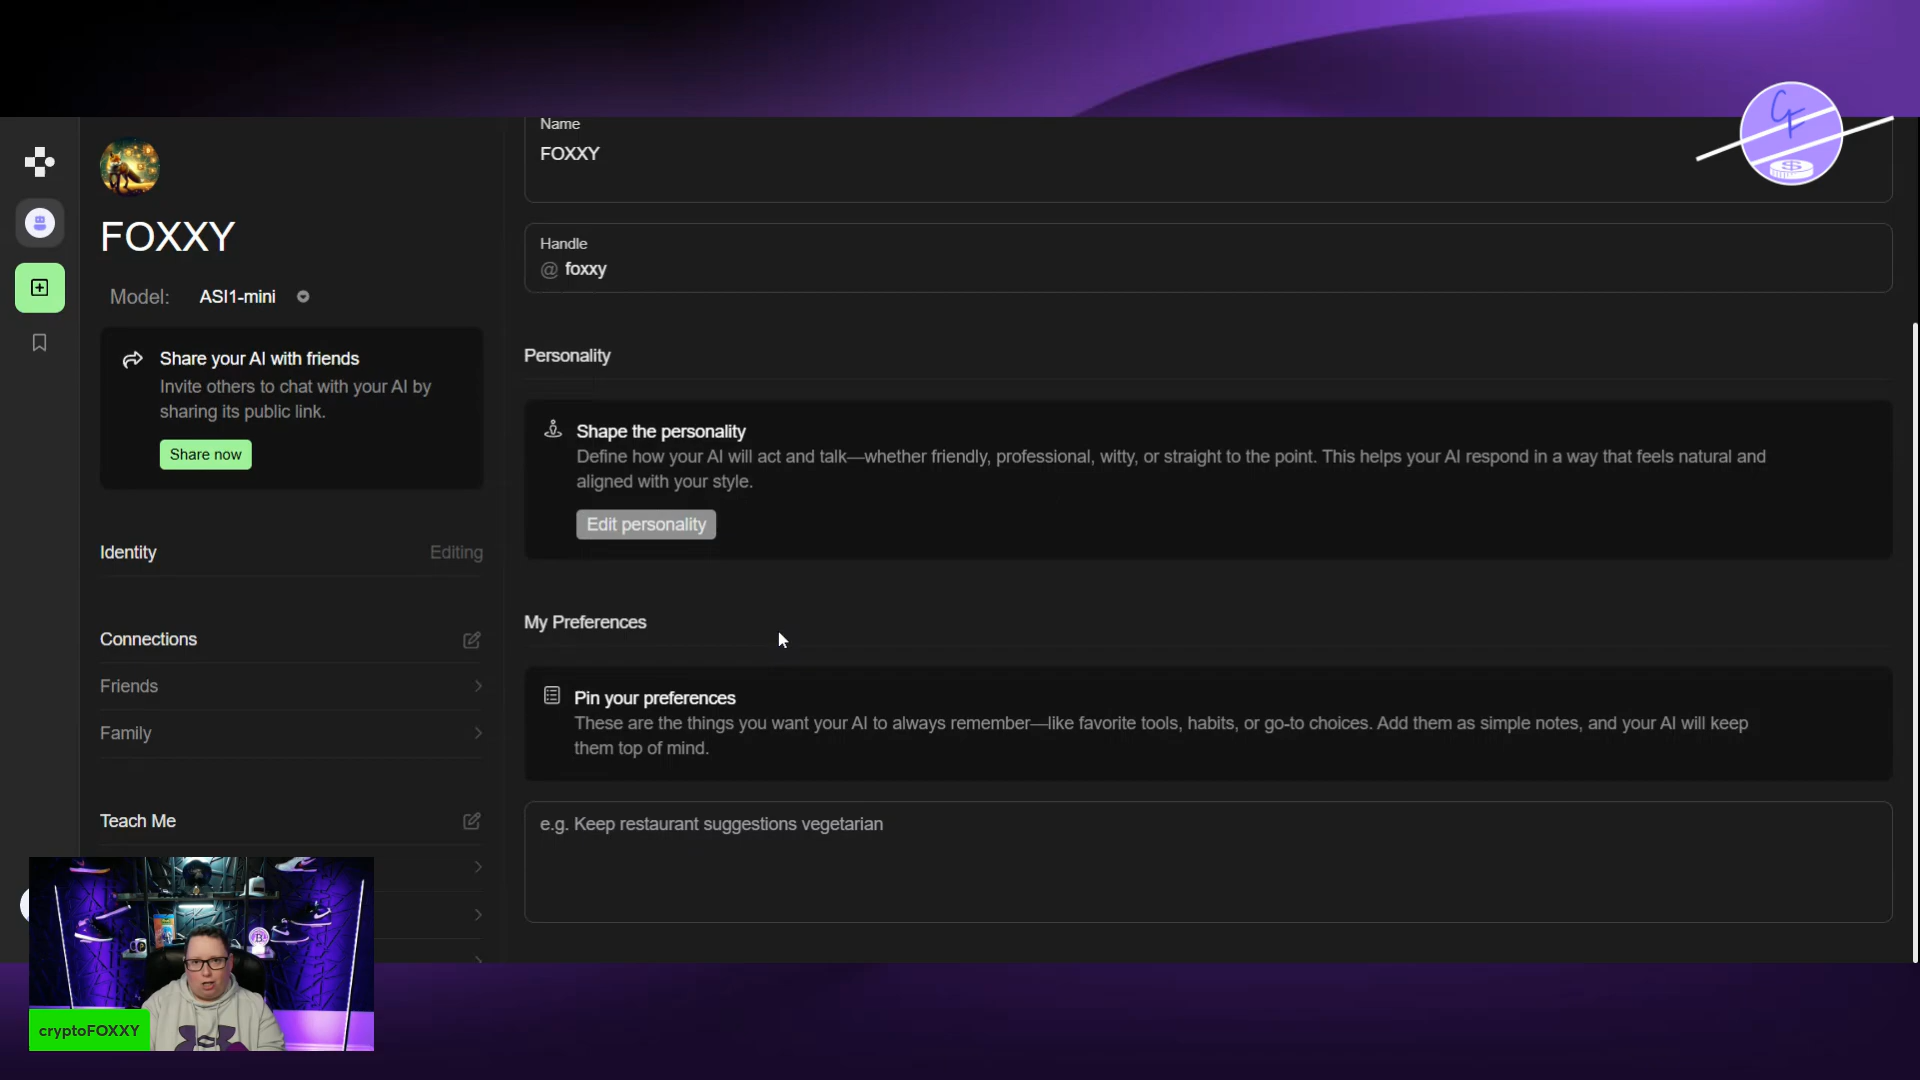 FOXXY
Model: ASI1-mini
Share your AI with friends
Invite others to chat with your AI by
sharing its public link.
Share now
Identity
Editing
Connections
Friends
Family
Teach Me
cryptoFOXXY
Name
FOXXY
Handle
@ foxxy
Personality
Shape the personality
Define how your AI will act and talk—whether friendly, professional, witty, or straight to the point. This helps your AI respond in a way that feels natural and
aligned with your style.
Edit personality
My Preferences
Pin your preferences
These are the things you want your AI to always remember—like favorite tools, habits, or go-to choices. Add them as simple notes, and your AI will keep
them top of mind.
e.g. Keep restaurant suggestions vegetarian
CF
$